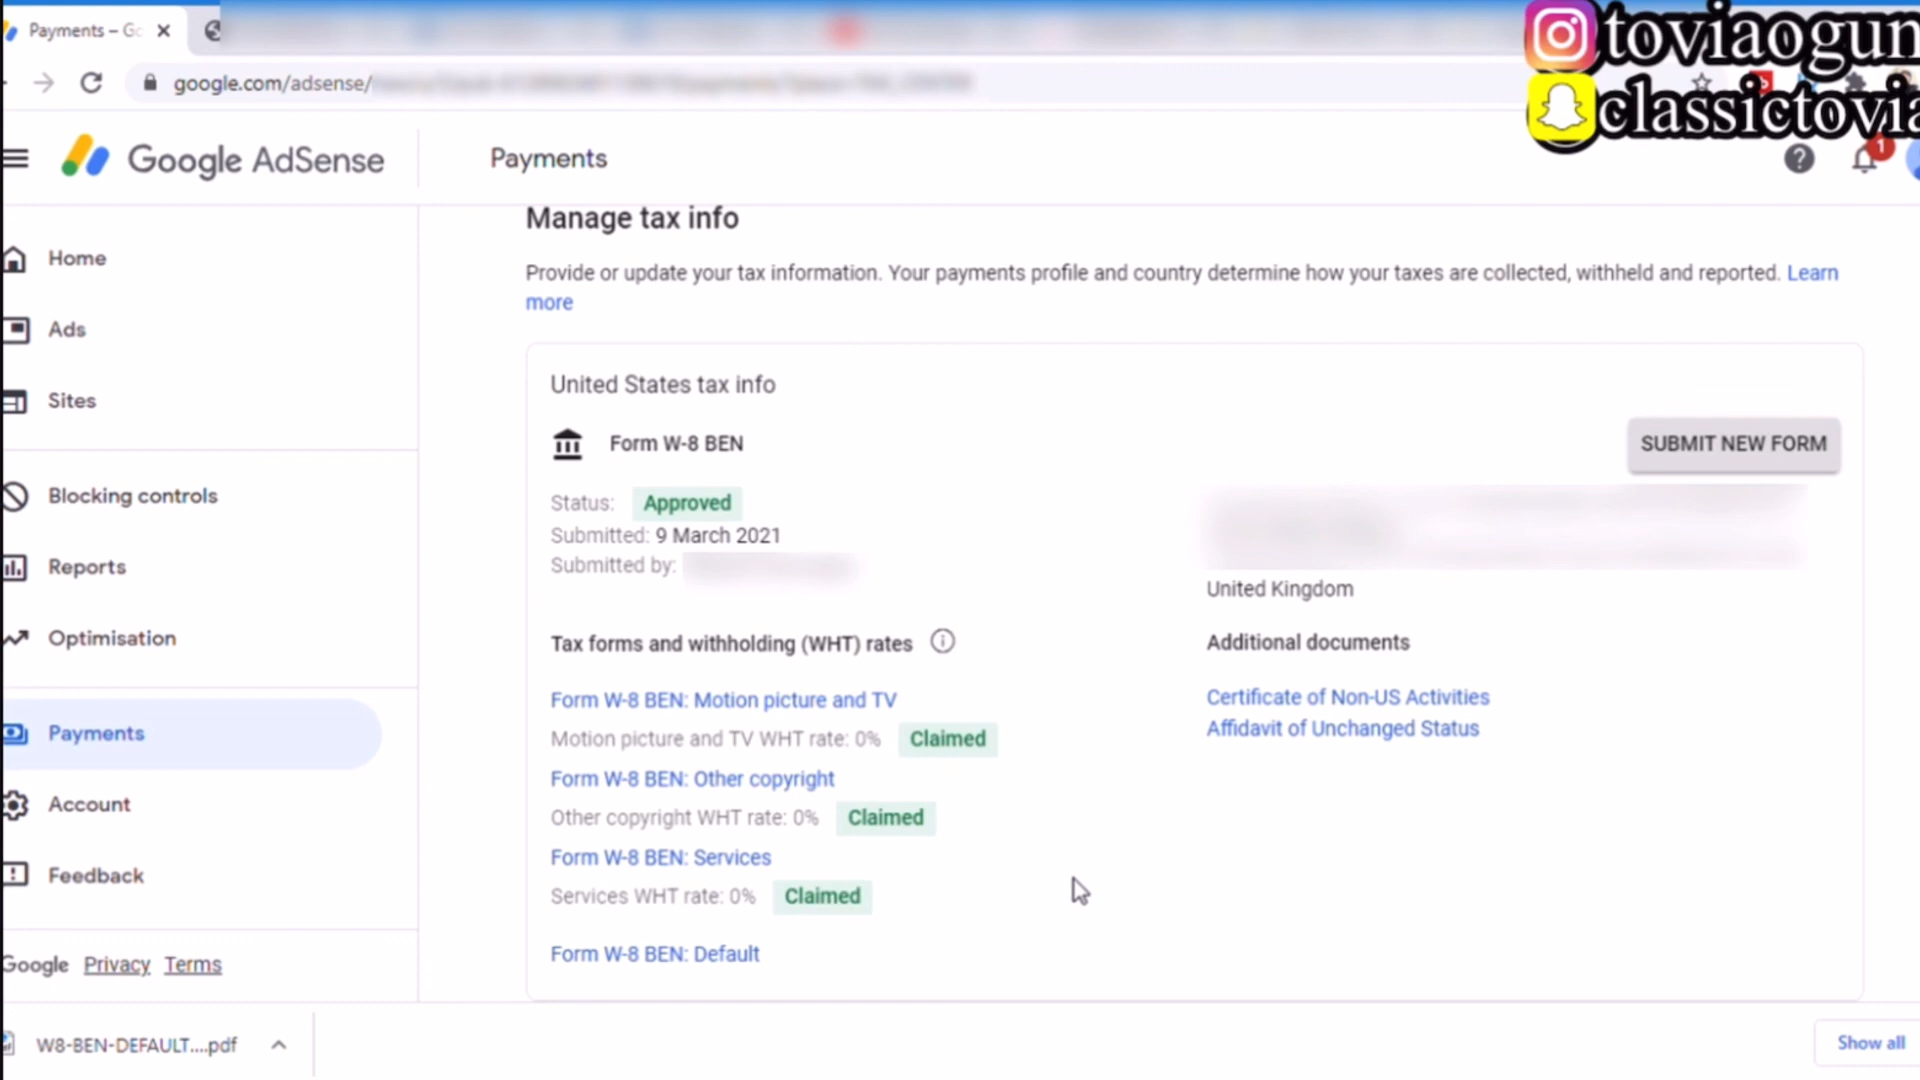 Payments – Go
toviaogun
google.com/adsense/
classictovia
Google AdSense
Payments
1
Manage tax info
Home
Provide or update your tax information. Your payments profile and country determine how your taxes are collected, withheld and reported. Learn
more
Ads
Sites
United States tax info
Form W-8 BEN
SUBMIT NEW FORM
Blocking controls
Status: Approved
Submitted: 9 March 2021
Submitted by:
Reports
United Kingdom
Optimisation
Tax forms and withholding (WHT) rates
Additional documents
Form W-8 BEN: Motion picture and TV
Certificate of Non-US Activities
Payments
Affidavit of Unchanged Status
Motion picture and TV WHT rate: 0% Claimed
Form W-8 BEN: Other copyright
Account
Other copyright WHT rate: 0% Claimed
Form W-8 BEN: Services
Feedback
Services WHT rate: 0% Claimed
Form W-8 BEN: Default
Google Privacy Terms
W8-BEN-DEFAULT....pdf
Show all